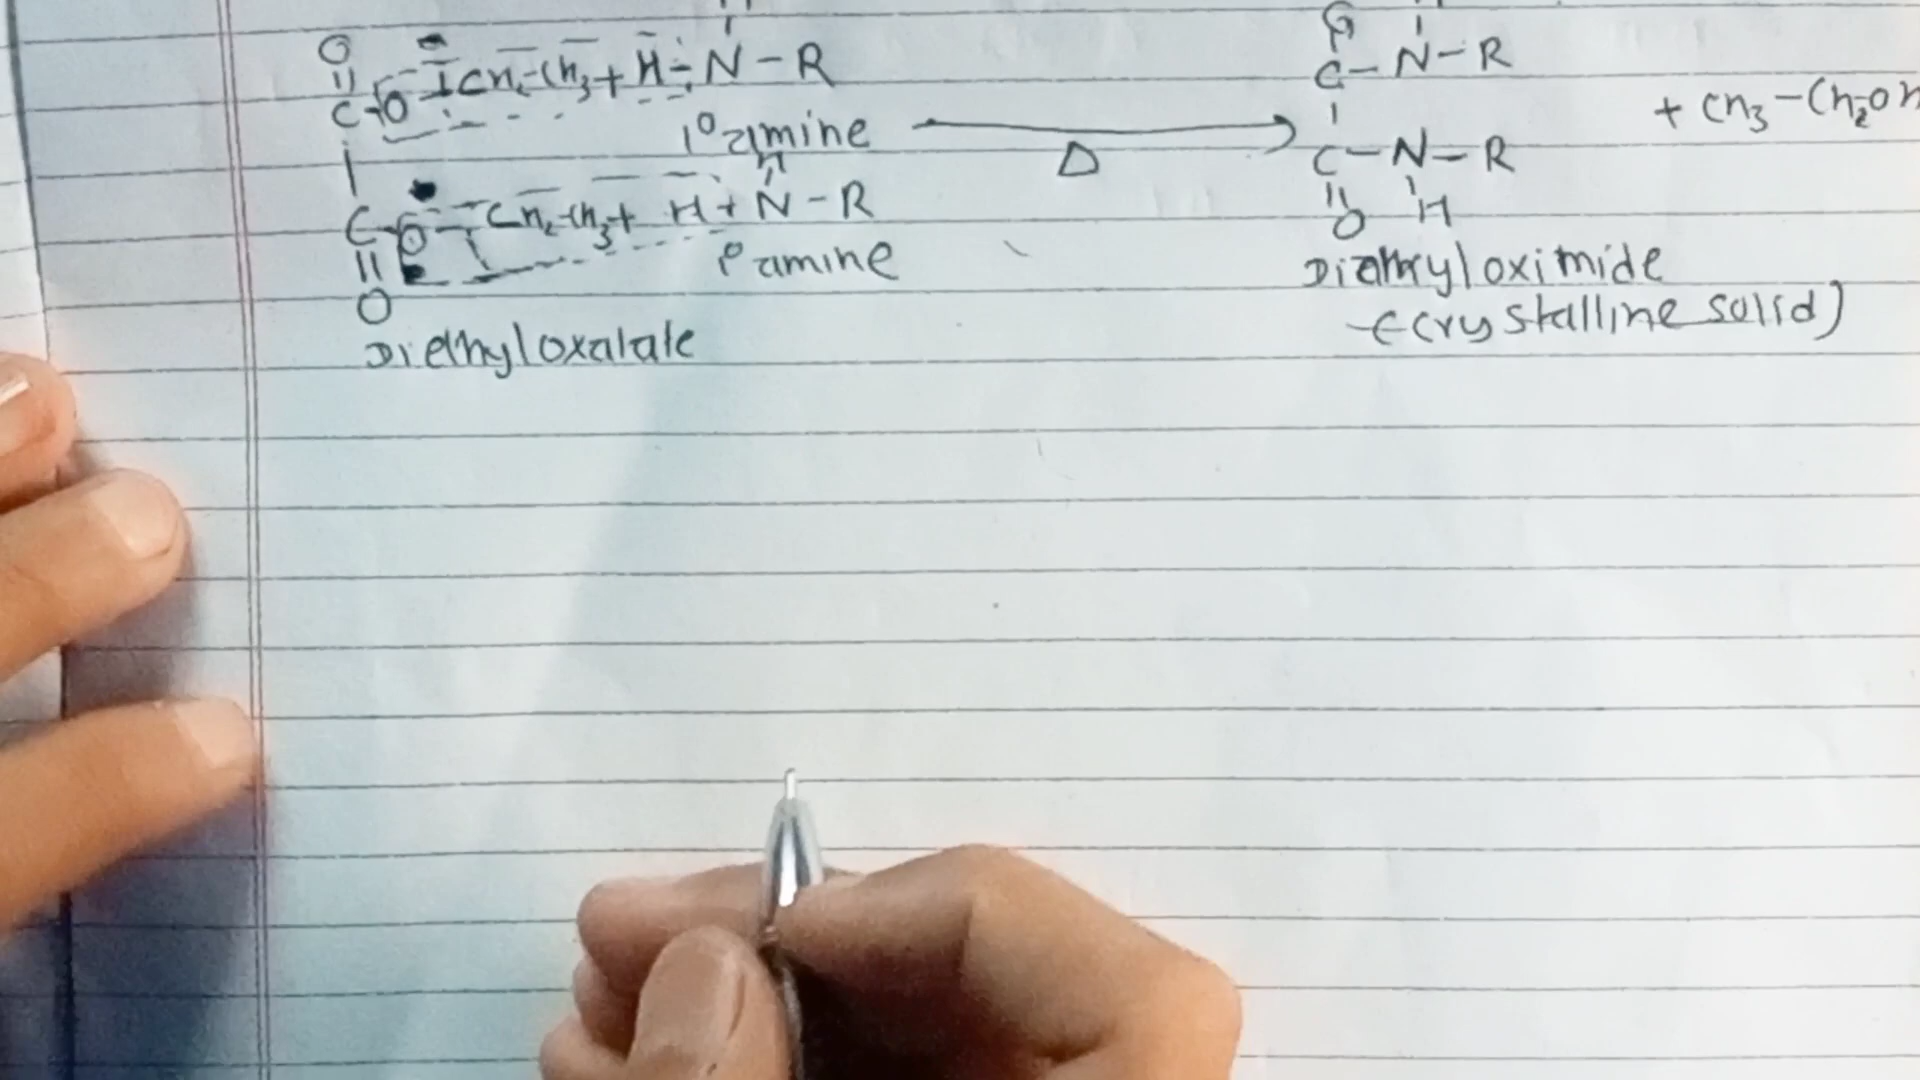 O
C-O-CH2-CH3 + H-N-R
C-N-R
+ CH3-CH2OH
1° amine
Δ
C-O-CH2-CH3 + H+N-R
C-N-R
O
O H
1° amine
Dialkyloximide
(crystalline solid)
Diethyloxalate